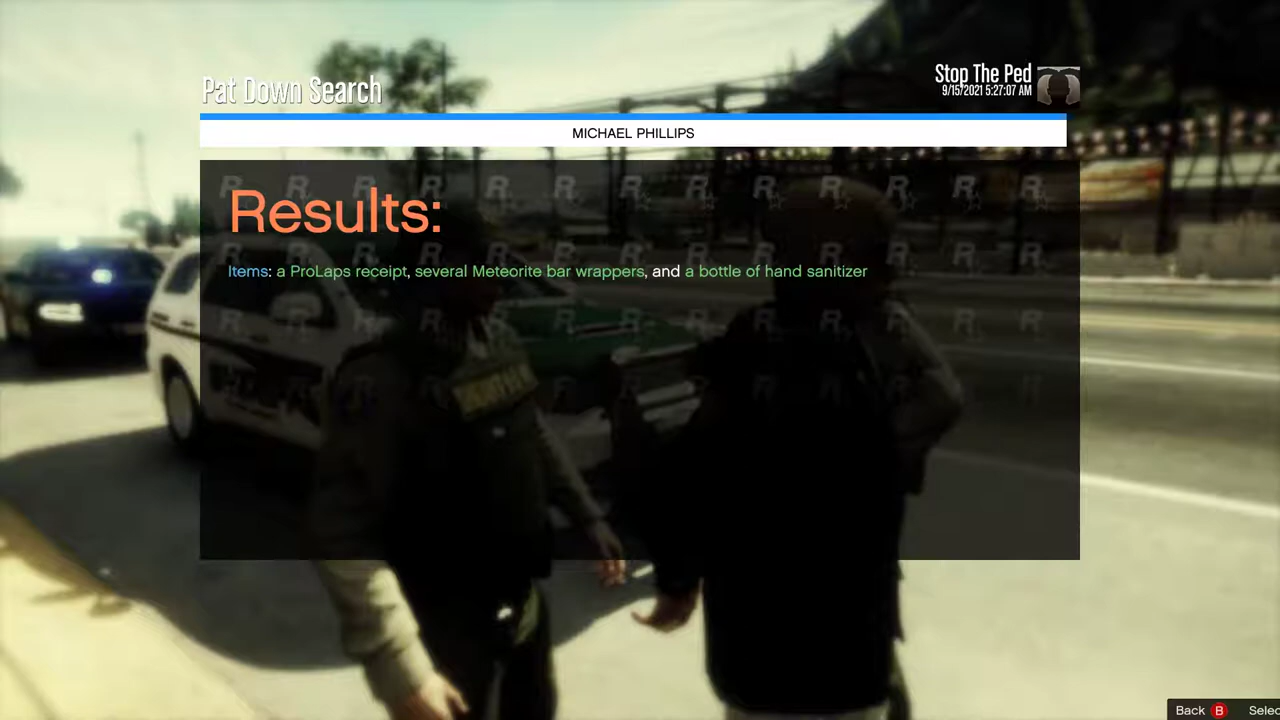 Pat Down Search
Stop The Ped
9/15/2021 5:27:07 AM
MICHAEL PHILLIPS
Results:
Items: a ProLaps receipt, several Meteorite bar wrappers, and a bottle of hand sanitizer
Back B Selec